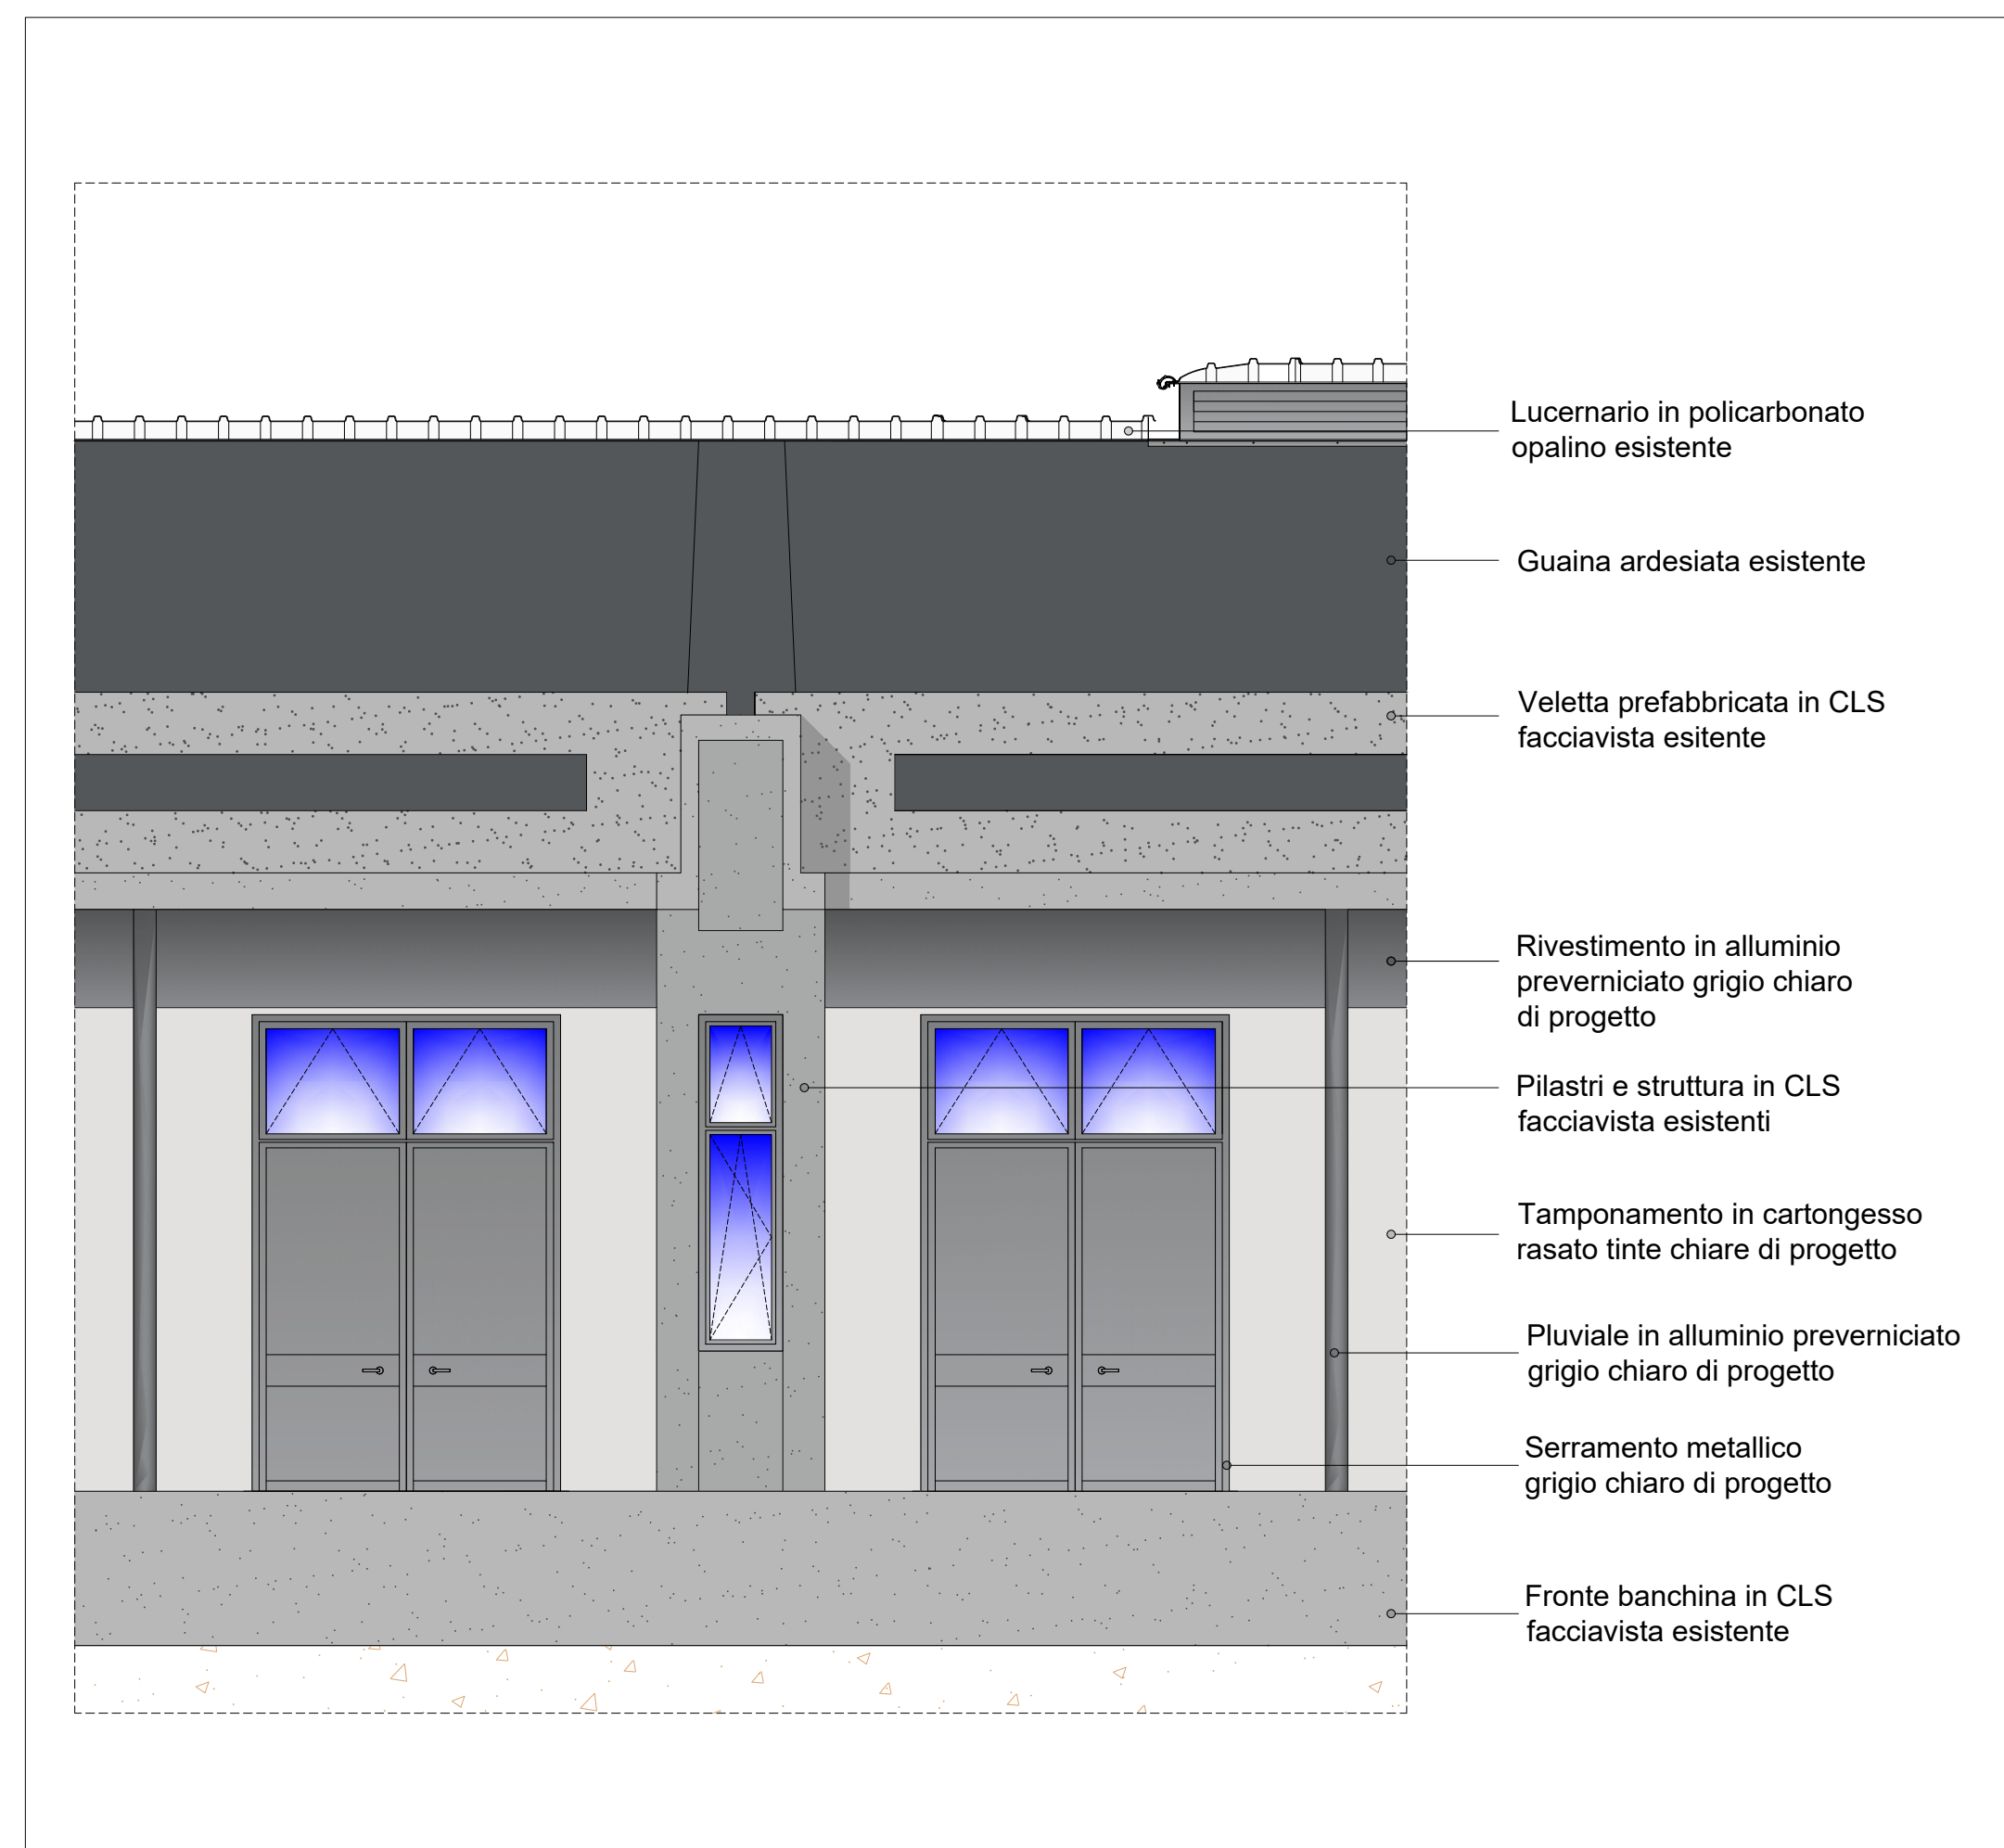 Lucernario in policarbonato
opalino esistente
Guaina ardesiata esistente
Veletta prefabbricata in CLS
facciavista esitente
Rivestimento in alluminio
preverniciato grigio chiaro
di progetto
Pilastri e struttura in CLS
facciavista esistenti
Tamponamento in cartongesso
rasato tinte chiare di progetto
Pluviale in alluminio preverniciato
grigio chiaro di progetto
Serramento metallico
grigio chiaro di progetto
Fronte banchina in CLS
facciavista esistente